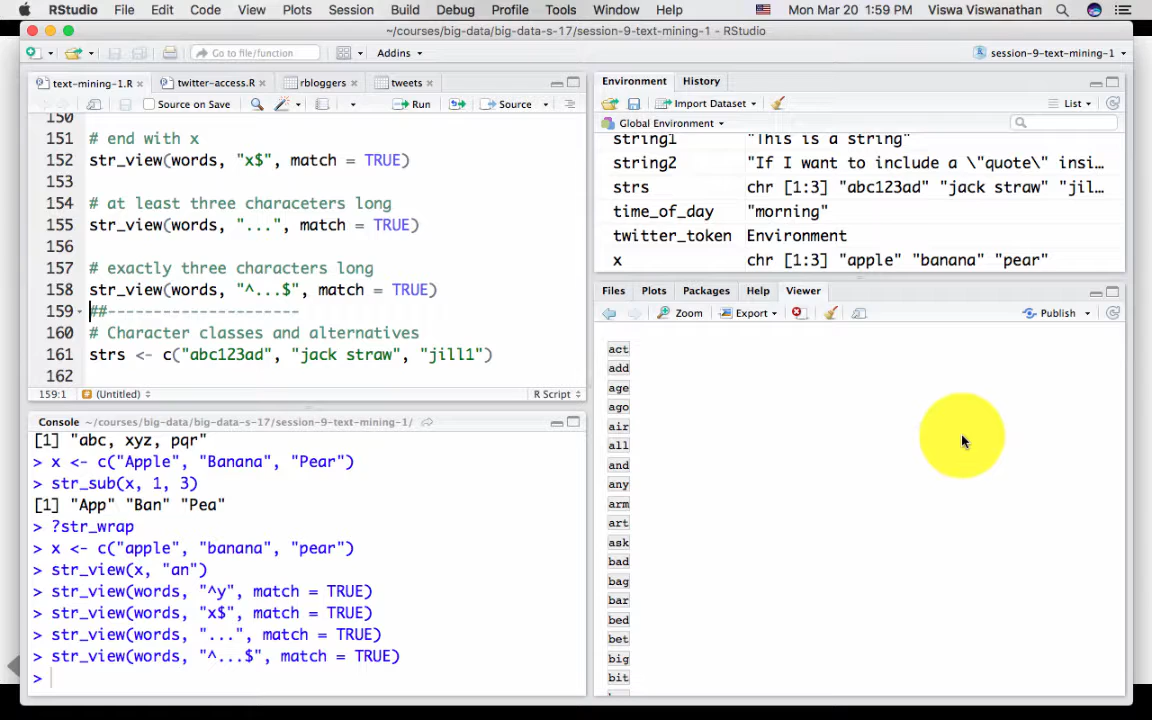 RStudio File Edit Code View Plots Session Build Debug Profile Tools Window Help Mon Mar 20 1:59 PM Viswa Viswanathan
~/courses/big-data/big-data-s-17/session-9-text-mining-1 - RStudio
Go to file/function Addins session-9-text-mining-1
text-mining-1.R twitter-access.R rbloggers tweets
Source on Save Run Source
150
151 # end with x
152 str_view(words, "x$", match = TRUE)
153
154 # at least three characeters long
155 str_view(words, "...", match = TRUE)
156
157 # exactly three characters long
158 str_view(words, "^...$", match = TRUE)
159 ##---------------------
160 # Character classes and alternatives
161 strs <- c("abc123ad", "jack straw", "jill1")
162
159:1 (Untitled) R Script
Console ~/courses/big-data/big-data-s-17/session-9-text-mining-1/
[1] "abc, xyz, pqr"
> x <- c("Apple", "Banana", "Pear")
> str_sub(x, 1, 3)
[1] "App" "Ban" "Pea"
> ?str_wrap
> x <- c("apple", "banana", "pear")
> str_view(x, "an")
> str_view(words, "^y", match = TRUE)
> str_view(words, "x$", match = TRUE)
> str_view(words, "...", match = TRUE)
> str_view(words, "^...$", match = TRUE)
>
Environment History
Import Dataset List
Global Environment
string1 "This is a string"
string2 "If I want to include a \"quote\" insi...
strs chr [1:3] "abc123ad" "jack straw" "jil...
time_of_day "morning"
twitter_token Environment
x chr [1:3] "apple" "banana" "pear"
Files Plots Packages Help Viewer
Zoom Export Publish
act
add
age
ago
air
all
and
any
arm
art
ask
bad
bag
bar
bed
bet
big
bit